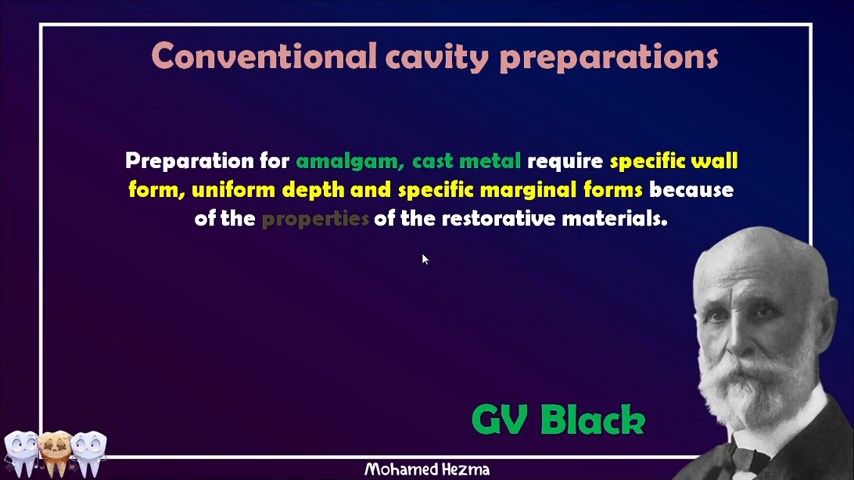 Conventional cavity preparations
Preparation for amalgam, cast metal require specific wall
form, uniform depth and specific marginal forms because
of the properties of the restorative materials.
GV Black
Mohamed Hezma